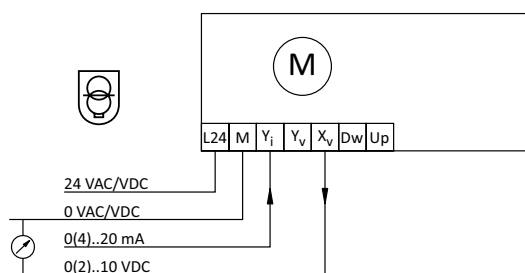 M
L24 M Yi Yv Xv Dw Up
24 VAC/VDC
0 VAC/VDC
0(4)..20 mA
0(2)..10 VDC